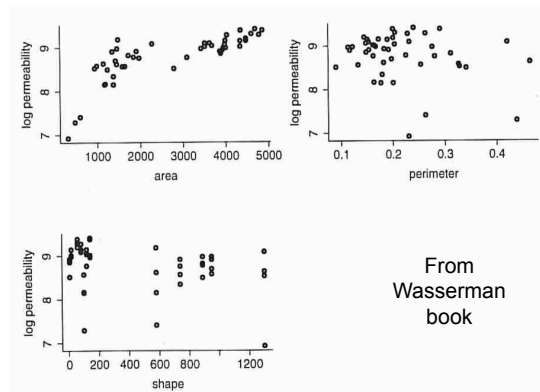 log permeability
9
8
7
1000 2000 3000 4000 5000
area
log permeability
9
8
7
0.1 0.2 0.3 0.4
perimeter
log permeability
9
8
7
0 200 400 600 800 1200
shape
From
Wasserman
book